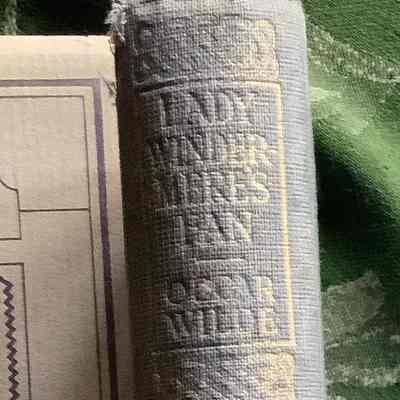 LADY
WINDER-
MERE'S
FAN
OSCAR
WILDE